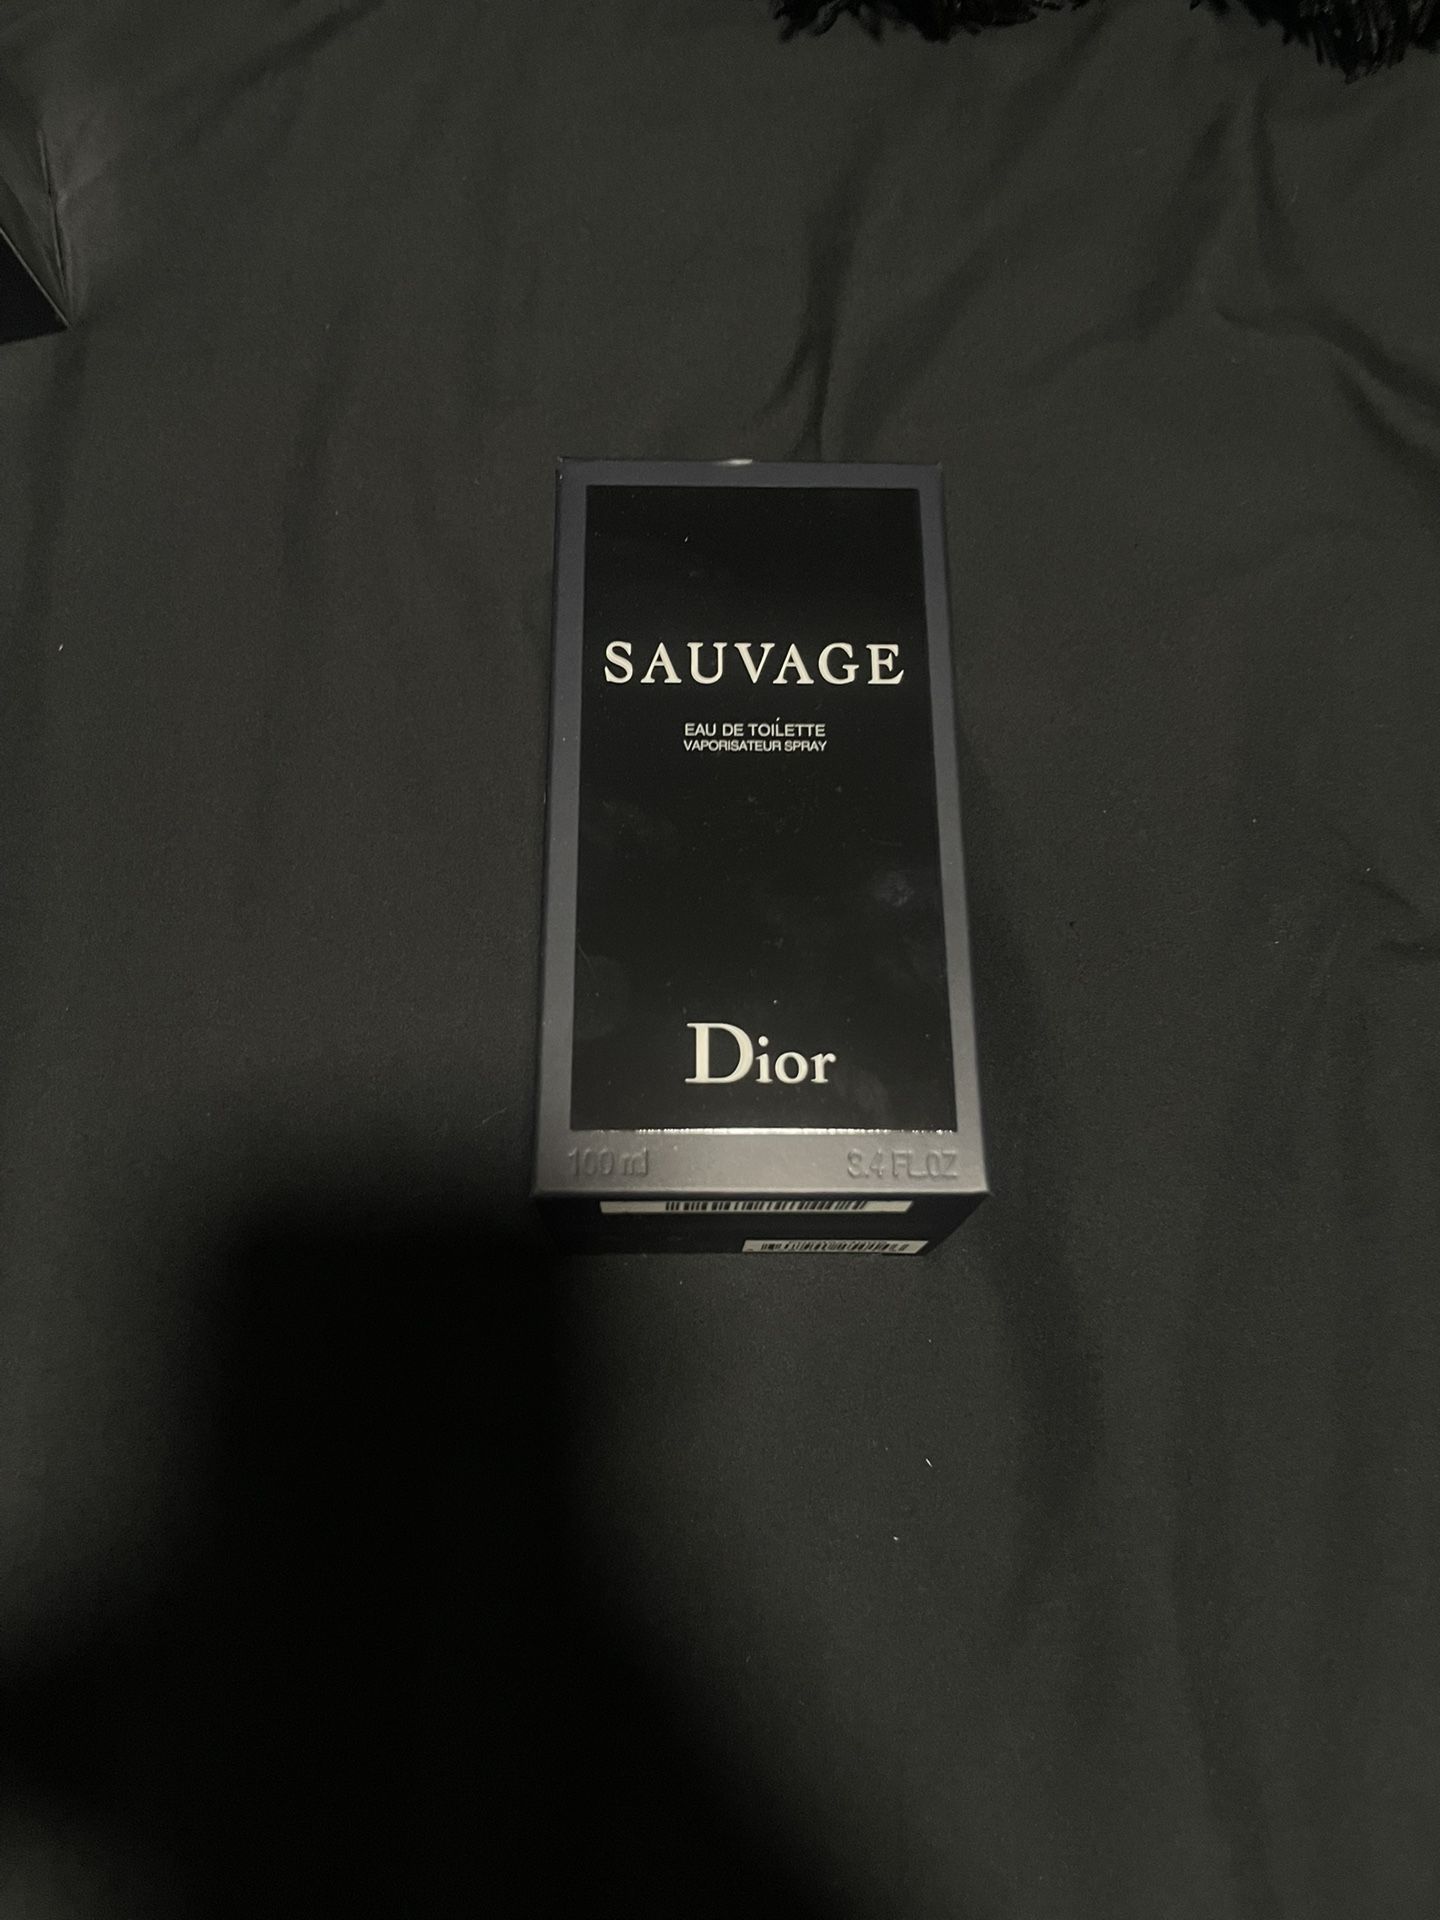 SAUVAGE
EAU DE TOILETTE
VAPORISATEUR SPRAY
Dior
100 ml 3.4 FL.OZ